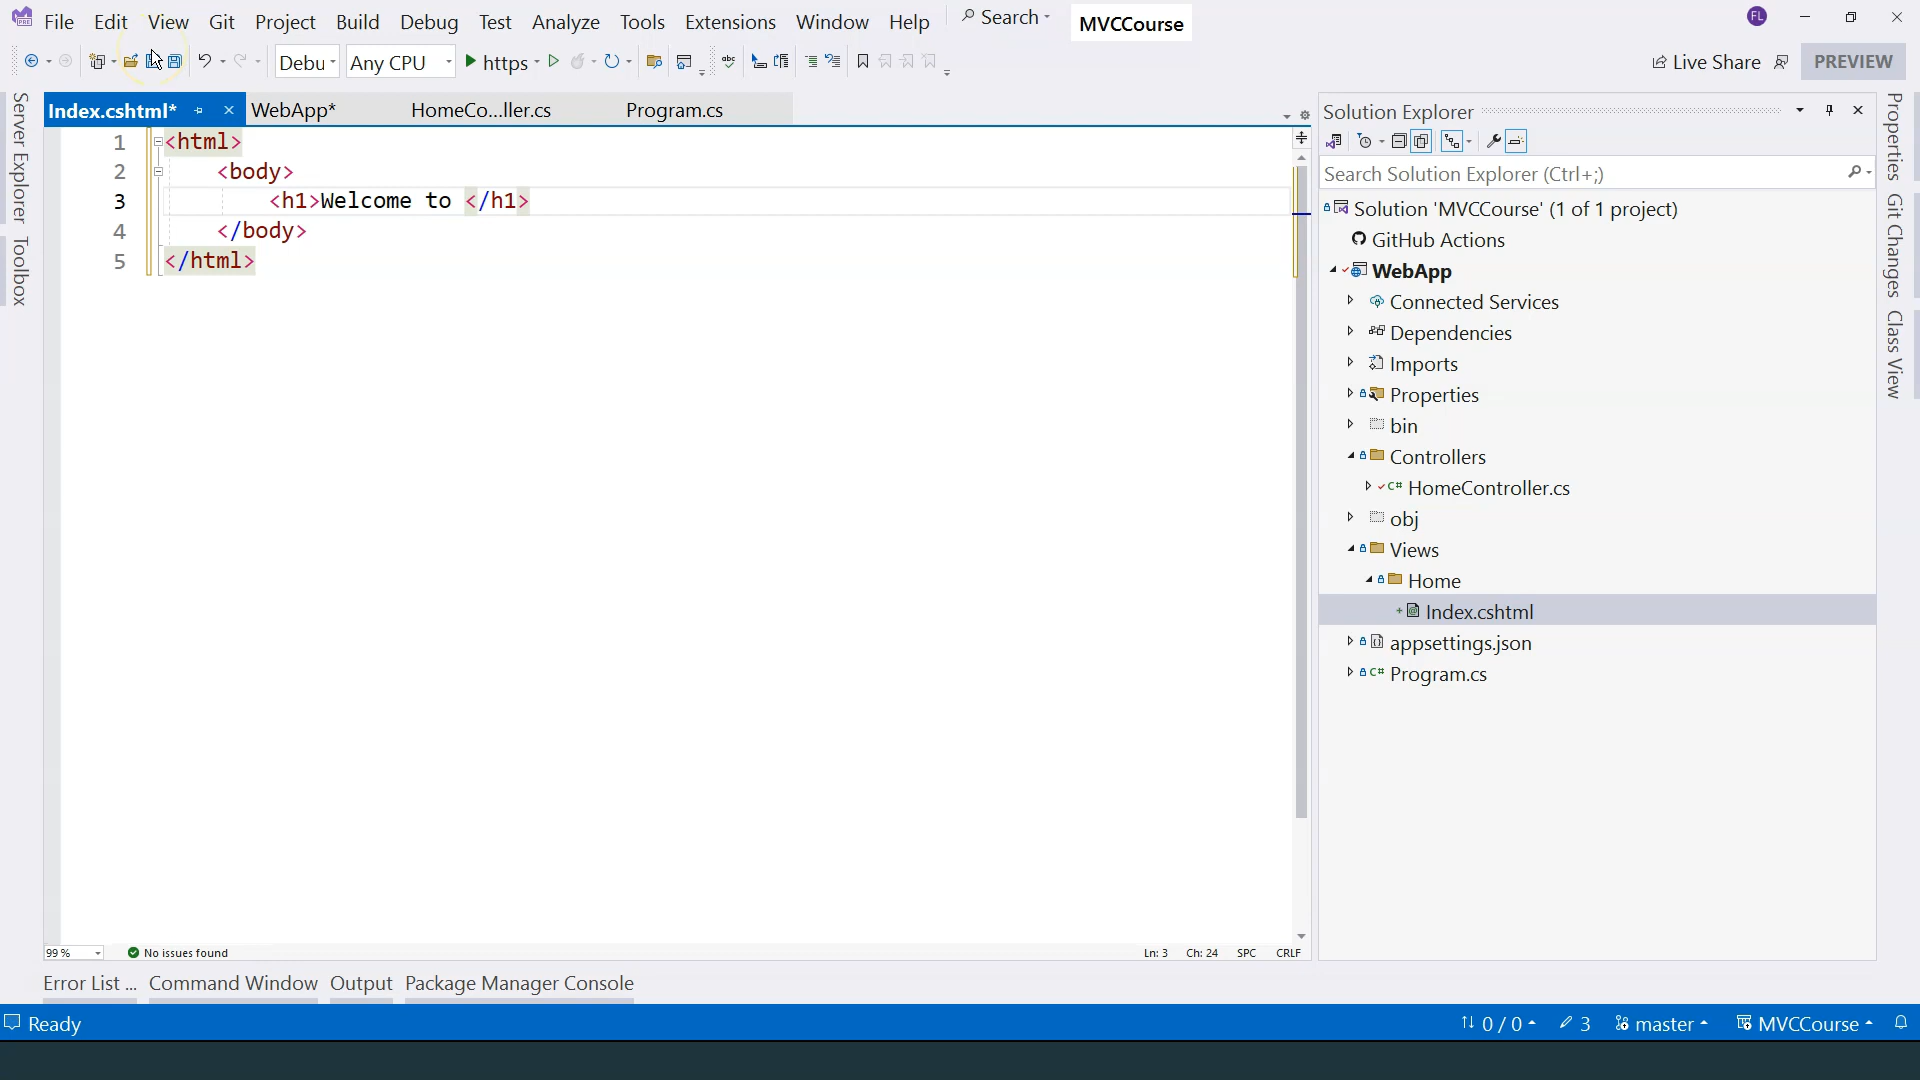 File Edit View Git Project Build Debug Test Analyze Tools Extensions Window Help Search MVCCourse FL
Debu Any CPU https Live Share PREVIEW
Index.cshtml* WebApp* HomeCo...ller.cs Program.cs
1 <html>
2 <body>
3 <h1>Welcome to </h1>
4 </body>
5 </html>
Server Explorer
Toolbox
99 % No issues found Ln: 3 Ch: 24 SPC CRLF
Solution Explorer
Search Solution Explorer (Ctrl+;)
Solution 'MVCCourse' (1 of 1 project)
GitHub Actions
WebApp
Connected Services
Dependencies
Imports
Properties
bin
Controllers
C# HomeController.cs
obj
Views
Home
Index.cshtml
appsettings.json
C# Program.cs
Properties
Git Changes
Class View
Error List ... Command Window Output Package Manager Console
Ready 0 / 0 3 master MVCCourse